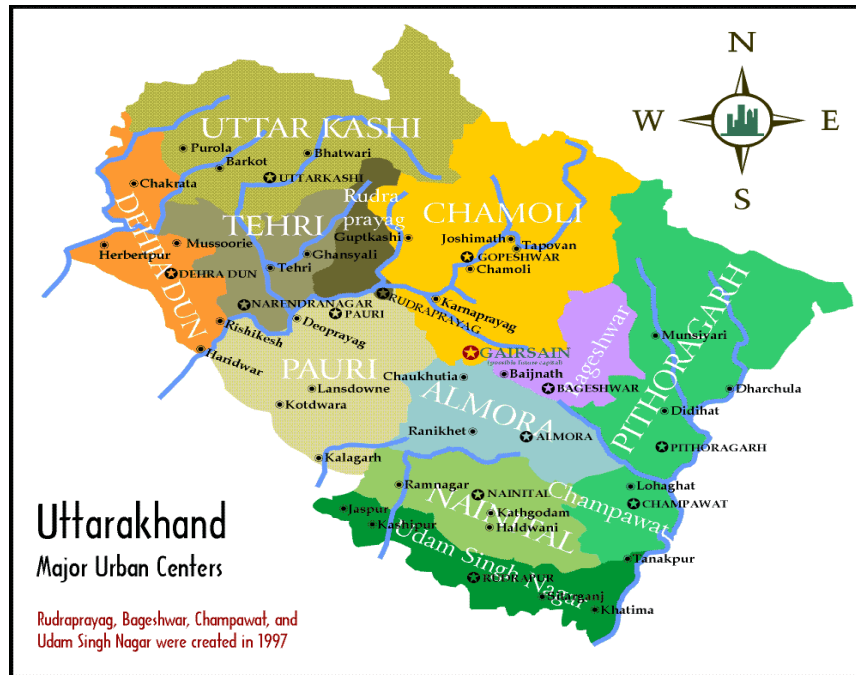 N
W E
S
UTTAR KASHI
Purola
Barkot
Bhatwari
UTTARKASHI
Chakrata
DEHRA DUN
TEHRI
Rudra
prayag
CHAMOLI
Mussoorie
Herbertpur
Guptkashi
Joshimath
Tapovan
Ghansyali
GOPESHWAR
DEHRA DUN
Tehri
Chamoli
NARENDRANAGAR
PAURI
RUDRAPRAYAG
Karnaprayag
Rishikesh
Deoprayag
Haridwar
PAURI
GAIRSAIN
(possible future capital)
Bageshwar
PITHORAGARH
Munsiyari
Chaukhutia
Baijnath
BAGESHWAR
Dharchula
Lansdowne
Kotdwara
ALMORA
Didihat
Ranikhet
ALMORA
PITHORAGARH
Kalagarh
Ramnagar
NAINITAL
NAINITAL
Champawat
Lohaghat
CHAMPAWAT
Jaspur
Kashipur
Kathgodam
Haldwani
Udam Singh Nagar
Tanakpur
RUDRAPUR
Sitarganj
Khatima
Uttarakhand
Major Urban Centers
Rudraprayag, Bageshwar, Champawat, and
Udam Singh Nagar were created in 1997